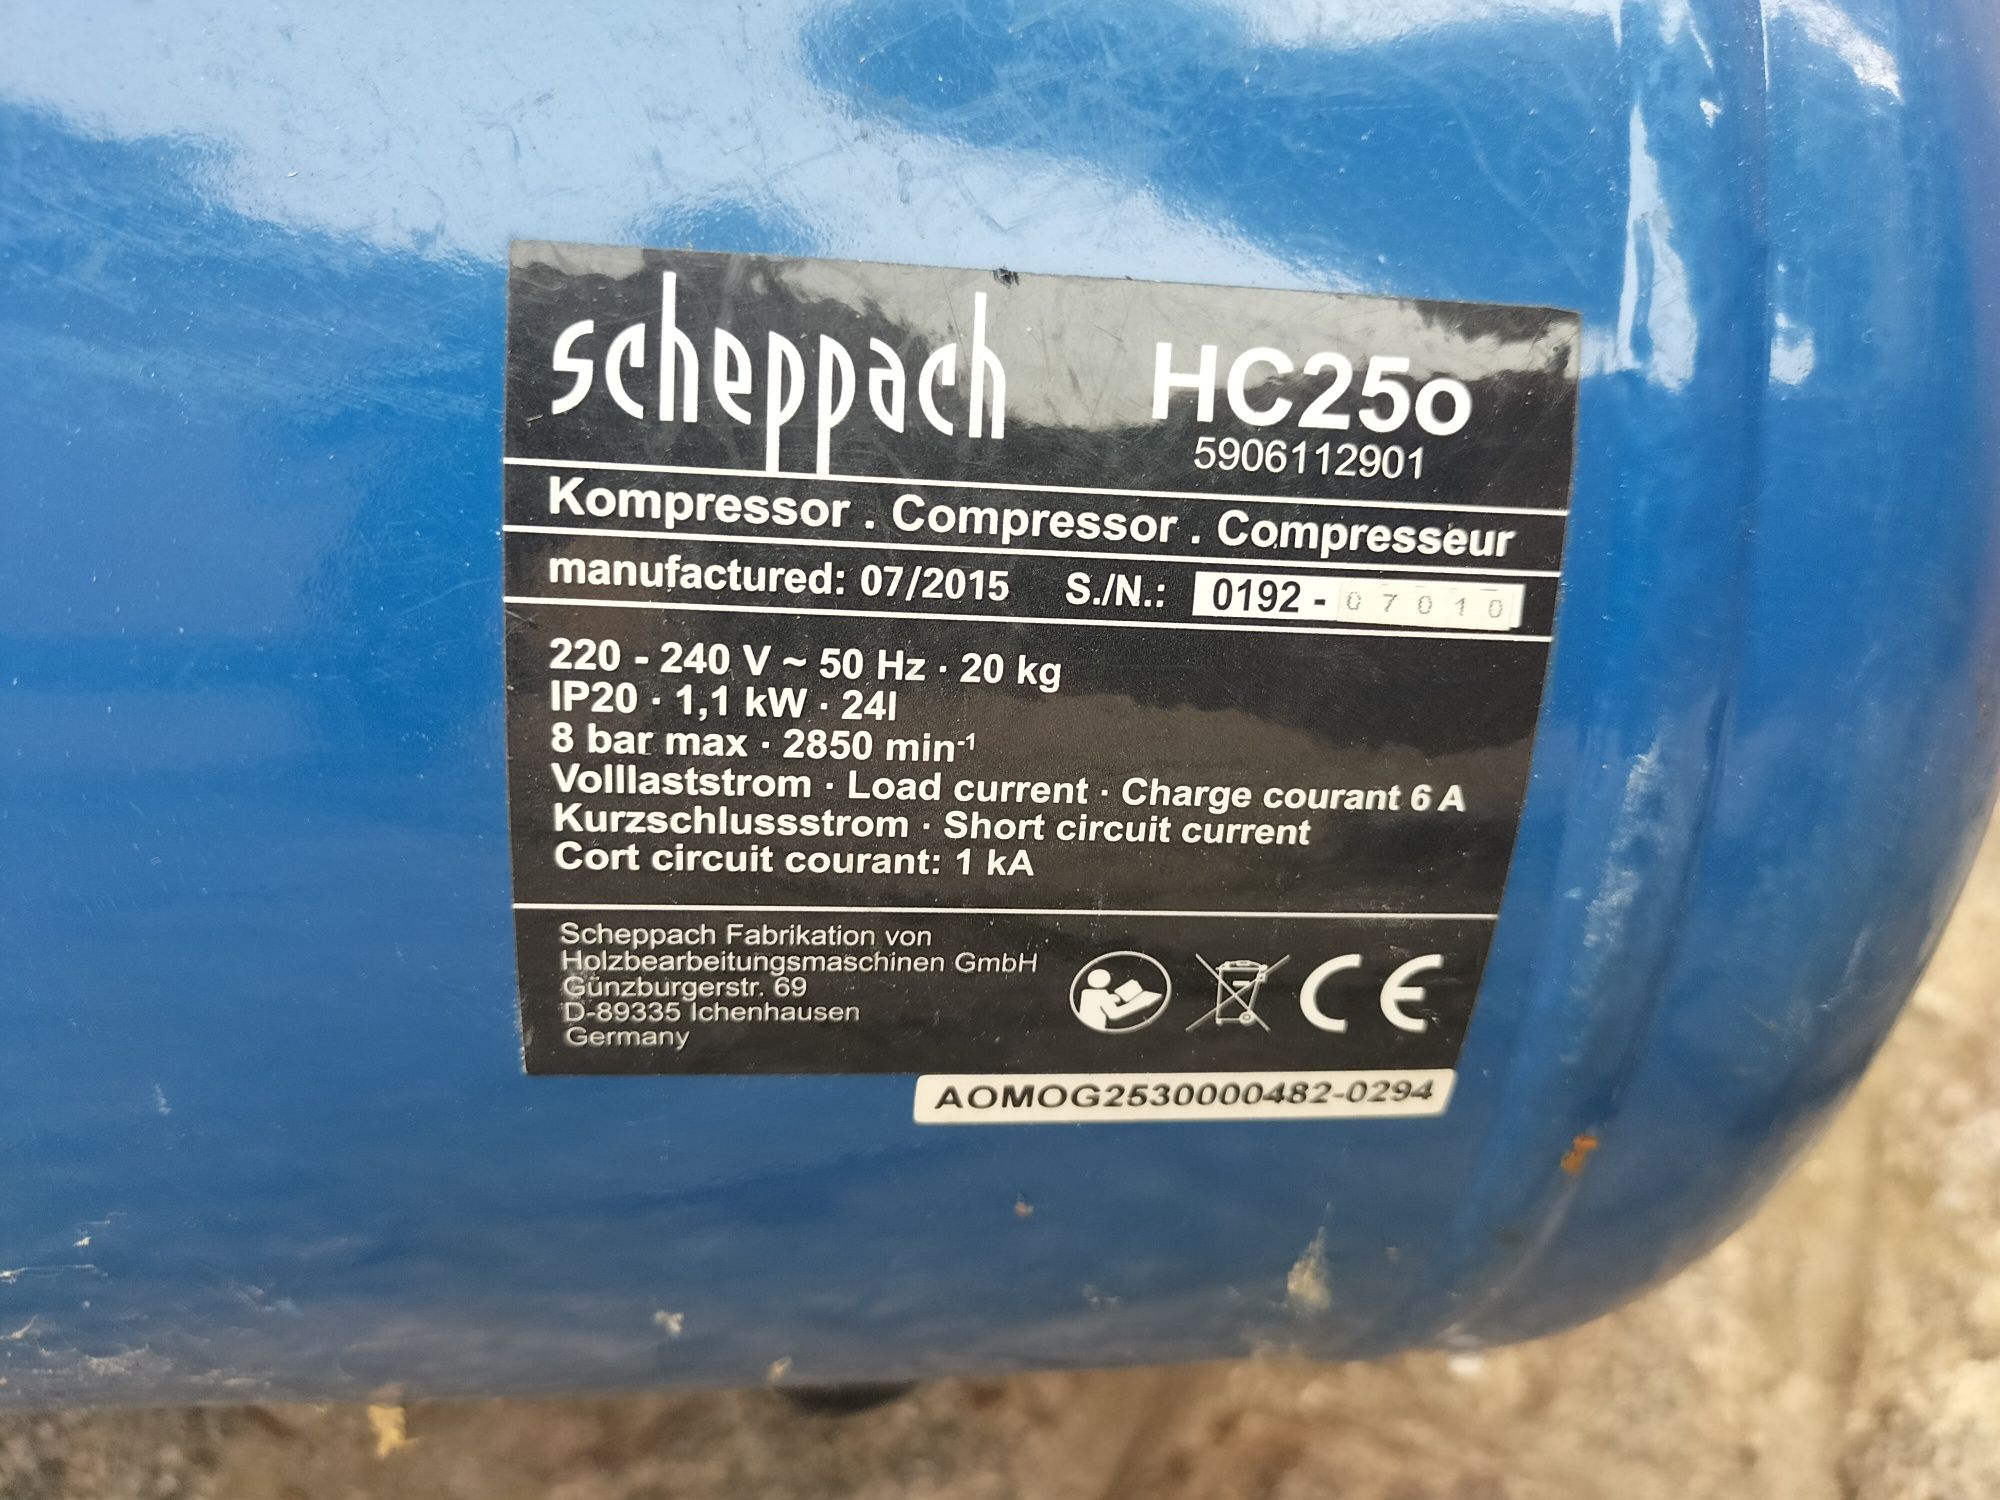 scheppach HC25o
5906112901
Kompressor . Compressor . Compresseur
manufactured: 07/2015 S./N.: 0192 - 07010
220 - 240 V ~ 50 Hz · 20 kg
IP20 · 1,1 kW · 24l
8 bar max · 2850 min⁻¹
Volllaststrom · Load current · Charge courant 6 A
Kurzschlussstrom · Short circuit current
Cort circuit courant: 1 kA
Scheppach Fabrikation von
Holzbearbeitungsmaschinen GmbH
Günzburgerstr. 69
D-89335 Ichenhausen
Germany
CE
AOMOG2530000482-0294